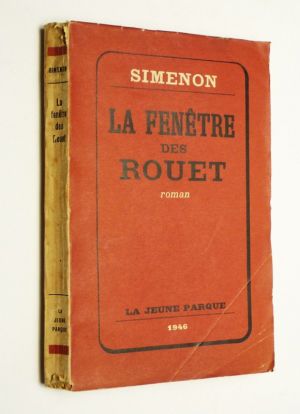 SIMENON
LA FENÊTRE
DES
ROUET
roman
LA JEUNE PARQUE
1946
SIMENON
La
fenêtre
des
Rouet
LA
JEUNE
PARQUE